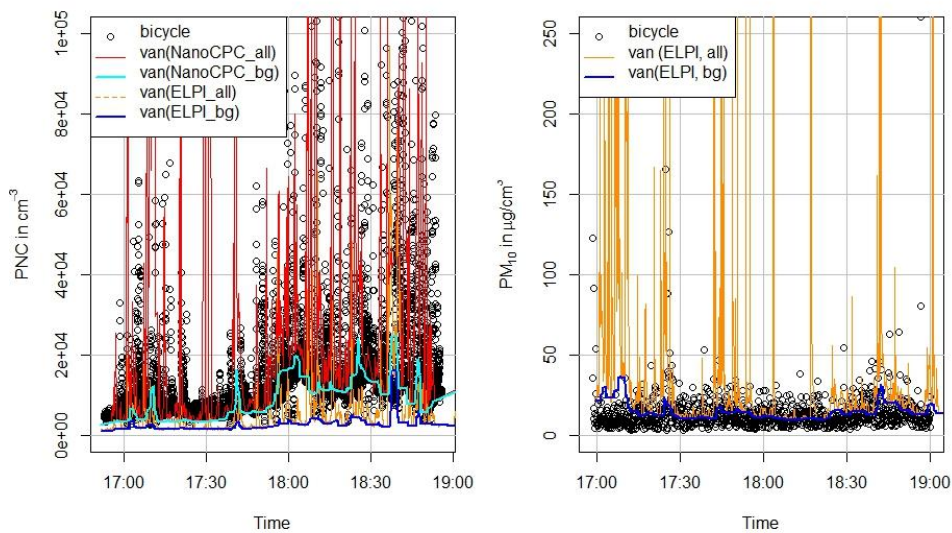 bicycle
van(NanoCPC_all)
van(NanoCPC_bg)
van(ELPI_all)
van(ELPI_bg)
PNC in cm⁻³
1e+05
8e+04
6e+04
4e+04
2e+04
0e+00
17:00 17:30 18:00 18:30 19:00
Time
bicycle
van (ELPI, all)
van(ELPI, bg)
PM₁₀ in µg/cm³
250
200
150
100
50
0
17:00 17:30 18:00 18:30 19:00
Time